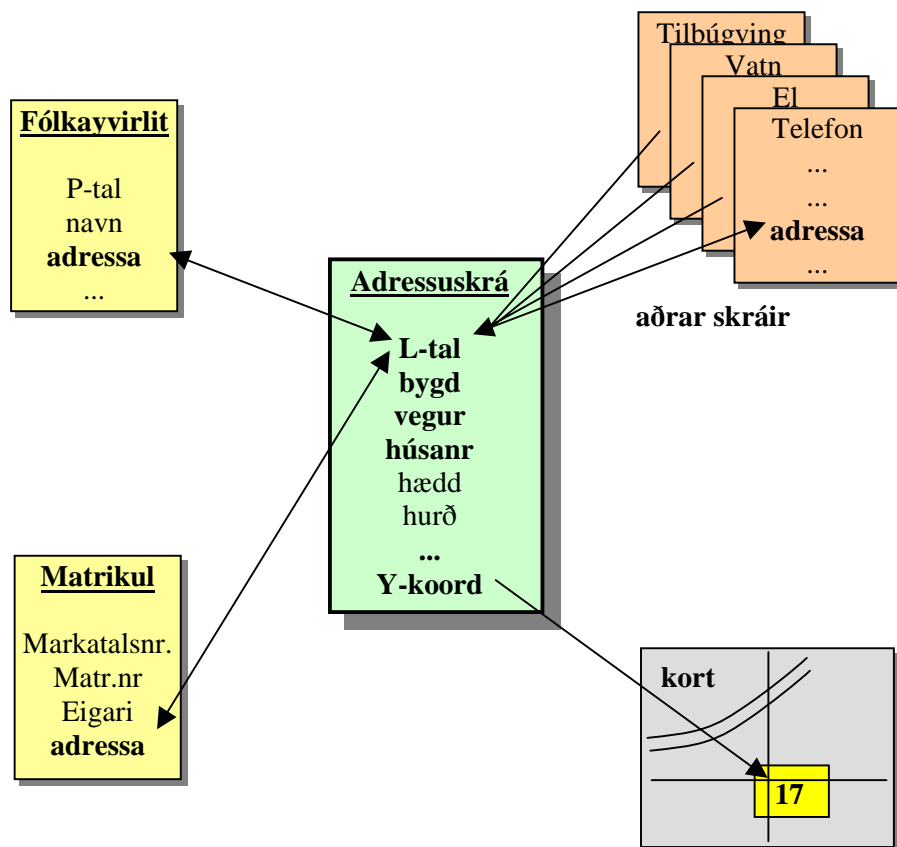 Fólkayvirlit
P-tal
navn
adressa
...
Tilbúgving
Vatn
El
Telefon
...
...
adressa
...
aðrar skráir
Adressuskrá
L-tal
bygd
vegur
húsanr
hædd
hurð
...
Y-koord
Matrikul
Markatalsnr.
Matr.nr
Eigari
adressa
kort
17